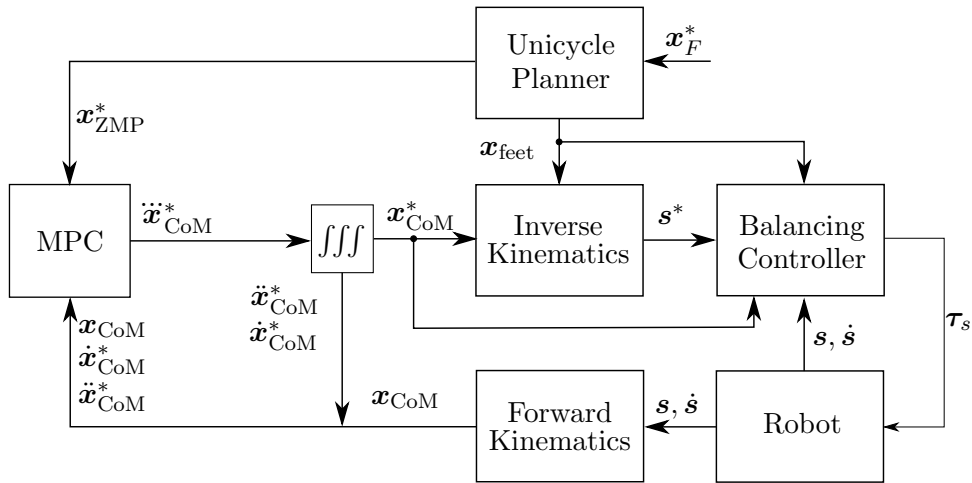 Unicycle
Planner
𝒙*_F
𝒙*_ZMP
𝒙_feet
MPC
𝒙⃛*_CoM
∭
𝒙*_CoM
Inverse
Kinematics
𝒔*
Balancing
Controller
𝒙̈*_CoM
𝒙̇*_CoM
𝒙_CoM
𝒙̇*_CoM
𝒙̈*_CoM
𝒔, 𝒔̇
𝝉_s
𝒙_CoM
Forward
Kinematics
𝒔, 𝒔̇
Robot